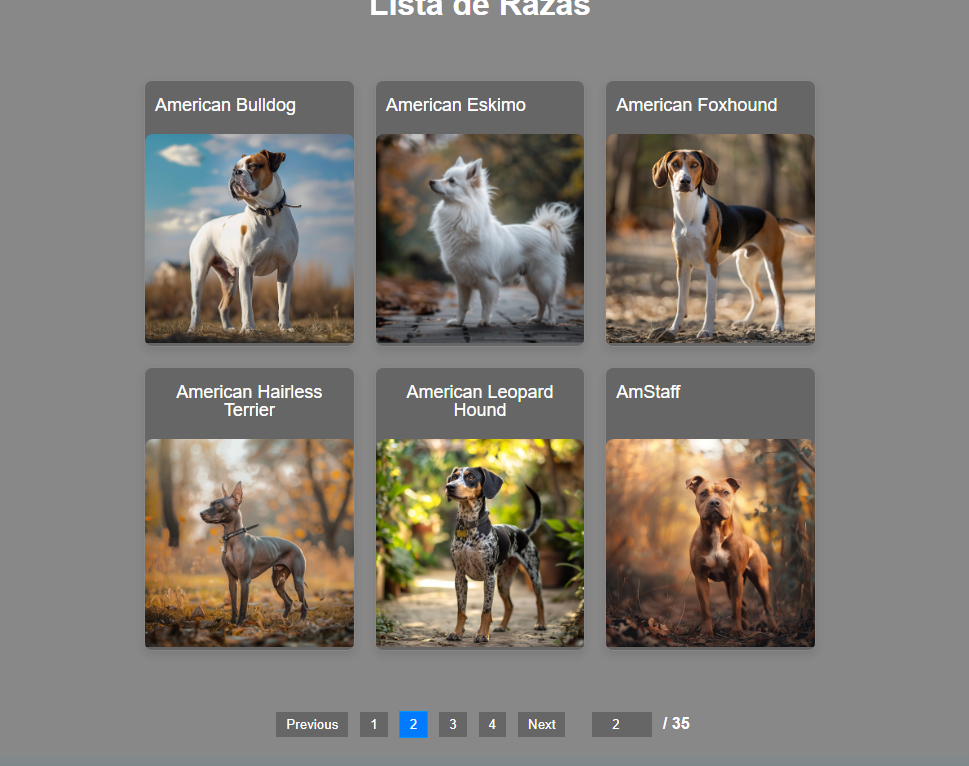 Lista de Razas
American Bulldog
American Eskimo
American Foxhound
American Hairless
Terrier
American Leopard
Hound
AmStaff
Previous 1 2 3 4 Next 2 / 35